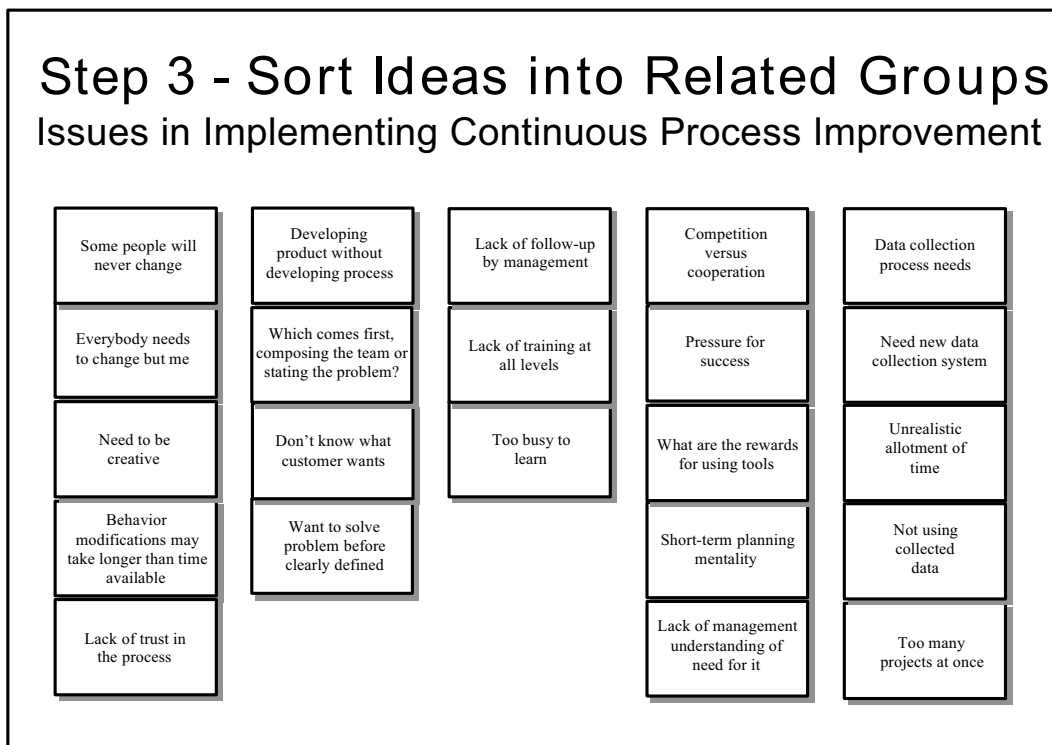 Step 3 - Sort Ideas into Related Groups
Issues in Implementing Continuous Process Improvement
Some people will
never change
Everybody needs
to change but me
Need to be
creative
Behavior
modifications may
take longer than time
available
Lack of trust in
the process
Developing
product without
developing process
Which comes first,
composing the team or
stating the problem?
Don’t know what
customer wants
Want to solve
problem before
clearly defined
Lack of follow-up
by management
Lack of training at
all levels
Too busy to
learn
Competition
versus
cooperation
Pressure for
success
What are the rewards
for using tools
Short-term planning
mentality
Lack of management
understanding of
need for it
Data collection
process needs
Need new data
collection system
Unrealistic
allotment of
time
Not using
collected
data
Too many
projects at once